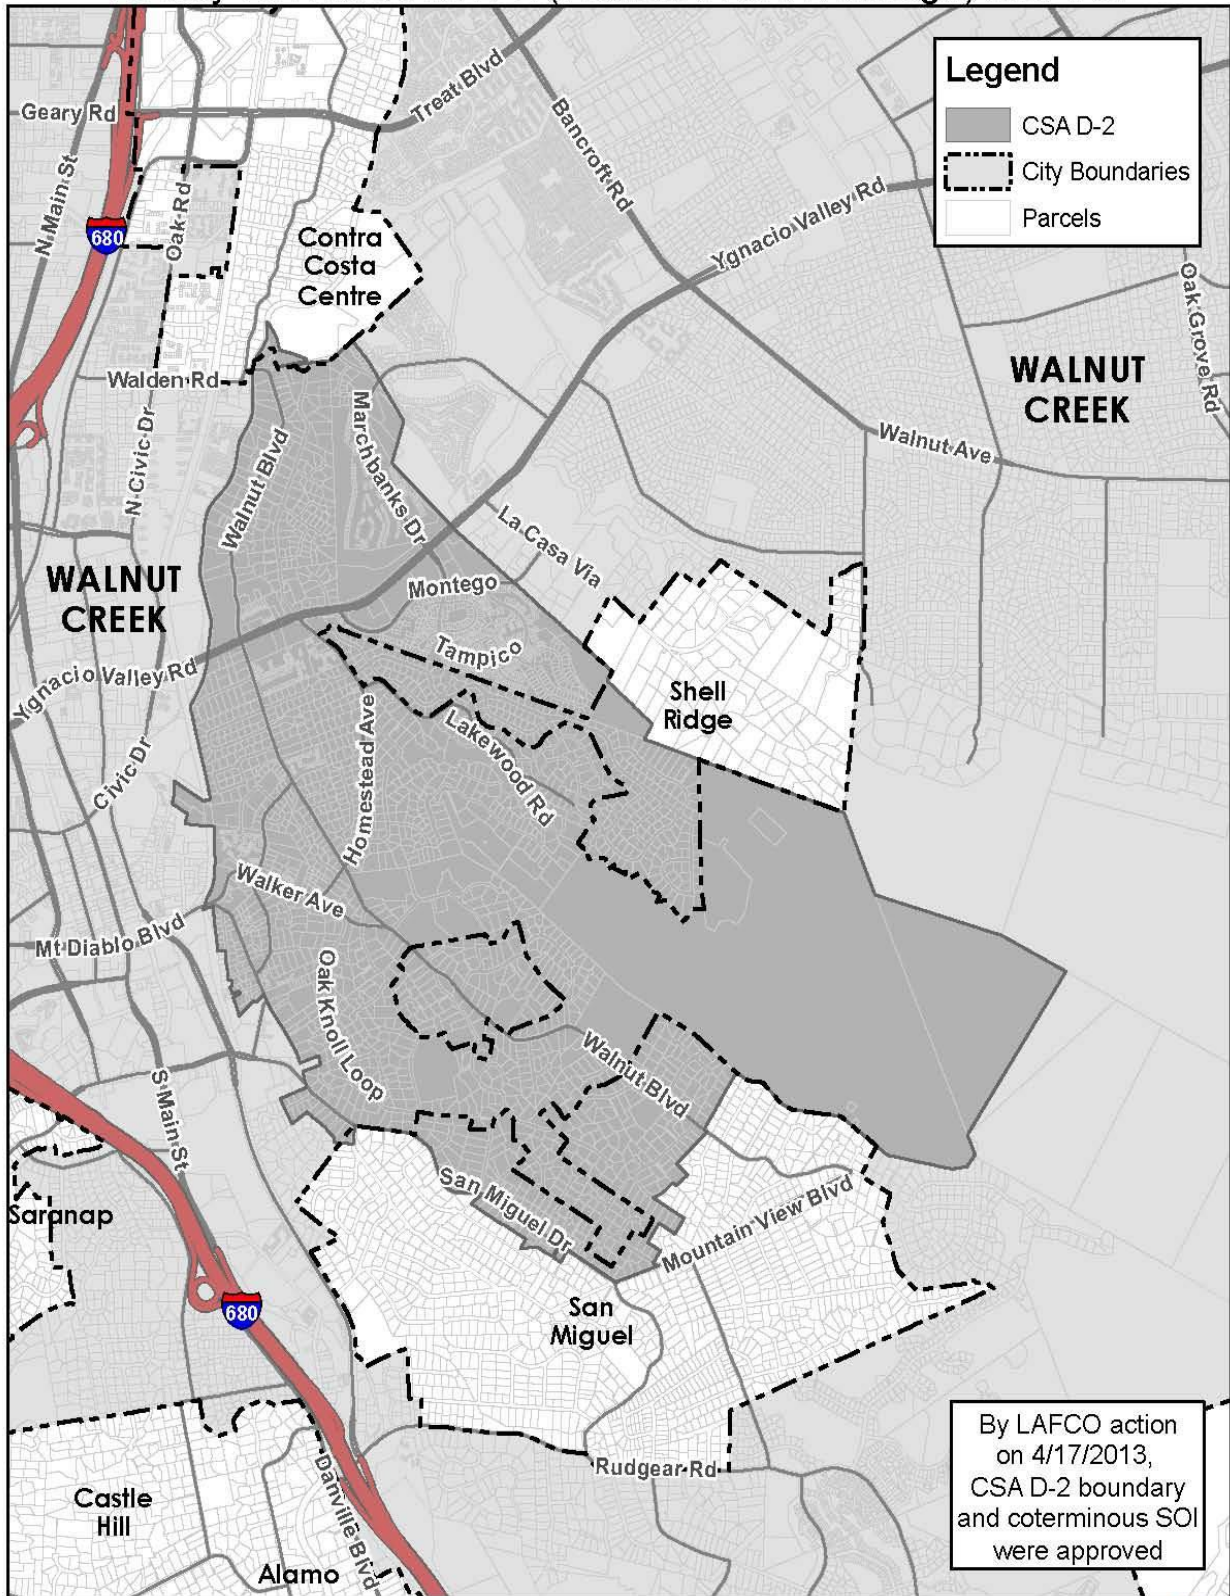 Legend
CSA D-2
City Boundaries
Parcels
Geary Rd
Treat Blvd
Bancroft Rd
N Main St
Oak Rd
680
Contra
Costa
Centre
Ygnacio Valley Rd
Oak Grove Rd
Walden Rd
WALNUT
CREEK
N Civic Dr
Walnut Blvd
Marchbanks Dr
Walnut Ave
La Casa Via
WALNUT
CREEK
Montego
Tampico
Ygnacio Valley Rd
Shell
Ridge
Civic Dr
Homestead Ave
Lakewood Rd
Walker Ave
Mt Diablo Blvd
Oak Knoll Loop
Walnut Blvd
S Main St
Saranap
San Miguel Dr
Mountain View Blvd
680
San
Miguel
Rudgear Rd
Danville Blvd
Castle
Hill
Alamo
By LAFCO action
on 4/17/2013,
CSA D-2 boundary
and coterminous SOI
were approved